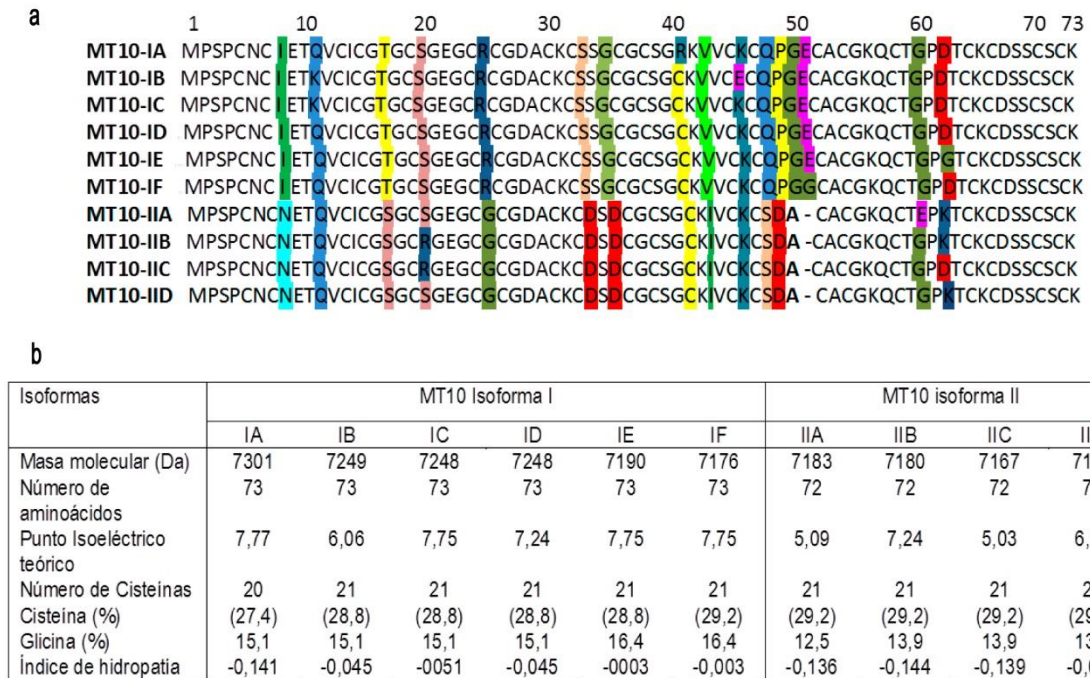 a
1 10 20 30 40 50 60 70 73
MT10-IA MPSPCNCIETQVCICGTGCSGEGCRCGDACKCSSGCGCSGRKVVCKCQPGECACGKQCTGPDTCKCDSSCSCK
MT10-IB MPSPCNCIETKVCICGTGCSGEGCRCGDACKCSSGCGCSGCKVVCECQPGECACGKQCTGPDTCKCDSSCSCK
MT10-IC MPSPCNCIETKVCICGTGCSGEGCRCGDACKCSSGCGCSGCKVVCKCQPGECACGKQCTGPDTCKCDSSCSCK
MT10-ID MPSPCNCIETQVCICGTGCSGEGCRCGDACKCSSGCGCSGCKVVCKCQPGECACGKQCTGPDTCKCDSSCSCK
MT10-IE MPSPCNCIETQVCICGTGCSGEGCRCGDACKCSSGCGCSGCKVVCKCQPGECACGKQCTGPGTCKCDSSCSCK
MT10-IF MPSPCNCIETQVCICGTGCSGEGCRCGDACKCSSGCGCSGCKVVCKCQPGGCACGKQCTGPDTCKCDSSCSCK
MT10-IIA MPSPCNCNETQVCICGSGCSGEGCGCGDACKCDSDCGCSGCKIVCKCSDA - CACGKQCTEPKTCKCDSSCSCK
MT10-IIB MPSPCNCNETQVCICGSGCRGEGCGCGDACKCDSDCGCSGCKIVCKCSDA -CACGKQCTGPKTCKCDSSCSCK
MT10-IIC MPSPCNCNETQVCICGSGCRGEGCGCGDACKCDSDCGCSGCKIVCKCSDA -CACGKQCTGPDTCKCDSSCSCK
MT10-IID MPSPCNCNETQVCICGSGCSGEGCGCGDACKCDSDCGCSGCKIVCKCSDA - CACGKQCTGPKTCKCDSSCSCK
b
Isoformas MT10 Isoforma I MT10 isoforma II
IA IB IC ID IE IF IIA IIB IIC
Masa molecular (Da) 7301 7249 7248 7248 7190 7176 7183 7180 7167
Número de aminoácidos 73 73 73 73 73 73 72 72 72
Punto Isoeléctrico teórico 7,77 6,06 7,75 7,24 7,75 7,75 5,09 7,24 5,03
Número de Cisteínas 20 21 21 21 21 21 21 21 21
Cisteína (%) (27,4) (28,8) (28,8) (28,8) (28,8) (29,2) (29,2) (29,2) (29,2)
Glicina (%) 15,1 15,1 15,1 15,1 16,4 16,4 12,5 13,9 13,9
Índice de hidropatía -0,141 -0,045 -0051 -0,045 -0003 -0,003 -0,136 -0,144 -0,139